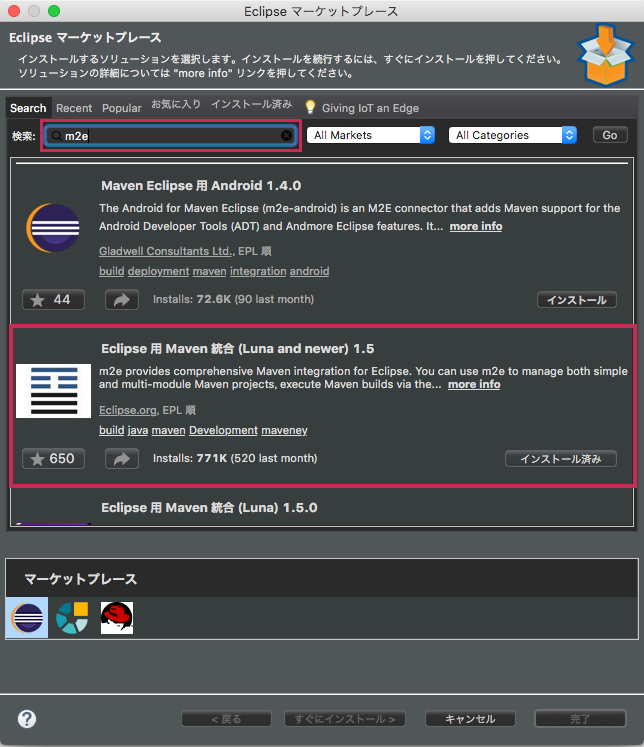 Eclipse マーケットプレース
Eclipse マーケットプレース
インストールするソリューションを選択します。インストールを続行するには、すぐにインストールを押してください。
ソリューションの詳細については "more info" リンクを押してください。
Search Recent Popular お気に入り インストール済み Giving IoT an Edge
検索: m2e All Markets All Categories Go
Maven Eclipse 用 Android 1.4.0
The Android for Maven Eclipse (m2e-android) is an M2E connector that adds Maven support for the
Android Developer Tools (ADT) and Andmore Eclipse features. It... more info
Gladwell Consultants Ltd., EPL 順
build deployment maven integration android
44 Installs: 72.6K (90 last month) インストール
Eclipse 用 Maven 統合 (Luna and newer) 1.5
m2e provides comprehensive Maven integration for Eclipse. You can use m2e to manage both simple
and multi-module Maven projects, execute Maven builds via the... more info
Eclipse.org, EPL 順
build java maven Development maveney
650 Installs: 771K (520 last month) インストール済み
Eclipse 用 Maven 統合 (Luna) 1.5.0
マーケットプレース
? < 戻る すぐにインストール > キャンセル 完了